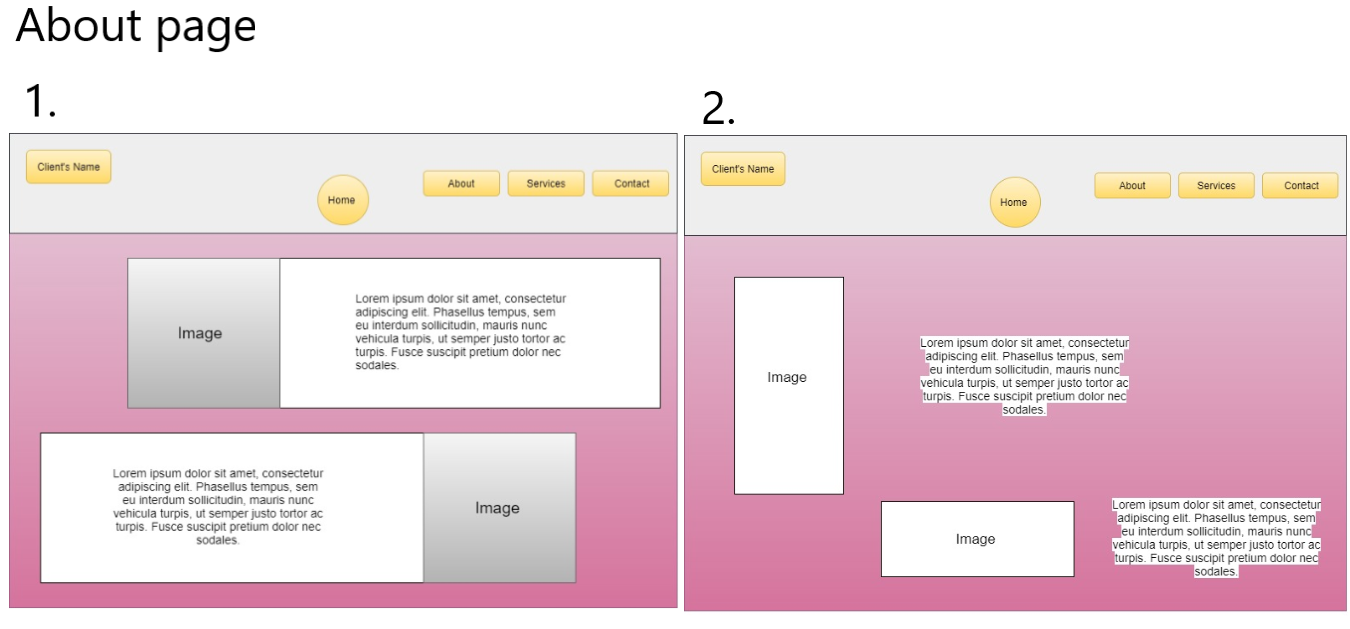 About page
1.
Client's Name
Home
About
Services
Contact
Image
Lorem ipsum dolor sit amet, consectetur
adipiscing elit. Phasellus tempus, sem
eu interdum sollicitudin, mauris nunc
vehicula turpis, ut semper justo tortor ac
turpis. Fusce suscipit pretium dolor nec
sodales.
Lorem ipsum dolor sit amet, consectetur
adipiscing elit. Phasellus tempus, sem
eu interdum sollicitudin, mauris nunc
vehicula turpis, ut semper justo tortor ac
turpis. Fusce suscipit pretium dolor nec
sodales.
Image
2.
Client's Name
Home
About
Services
Contact
Image
Lorem ipsum dolor sit amet, consectetur
adipiscing elit. Phasellus tempus, sem
eu interdum sollicitudin, mauris nunc
vehicula turpis, ut semper justo tortor ac
turpis. Fusce suscipit pretium dolor nec
sodales.
Image
Lorem ipsum dolor sit amet, consectetur
adipiscing elit. Phasellus tempus, sem
eu interdum sollicitudin, mauris nunc
vehicula turpis, ut semper justo tortor ac
turpis. Fusce suscipit pretium dolor nec
sodales.